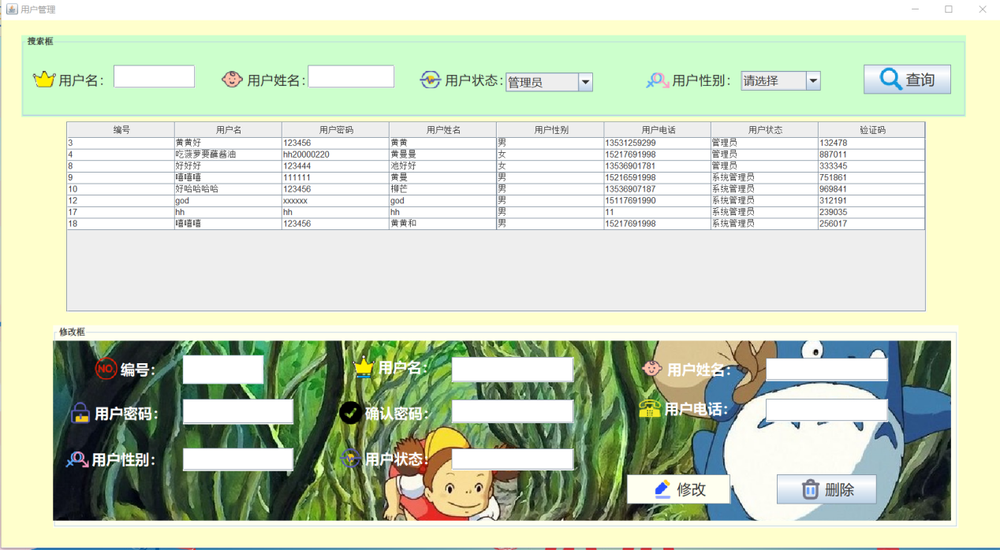 用户管理
搜索框
用户名： 用户姓名： 用户状态： 管理员 用户性别： 请选择 查询
编号 用户名 用户密码 用户姓名 用户性别 用户电话 用户状态 验证码
3 黄黄好 123456 黄黄 男 13531259299 管理员 132478
4 吃菠萝要蘸酱油 hh20000220 黄曼曼 女 15217691998 管理员 887011
8 好好好 123444 池好好 女 13536901781 管理员 333345
9 嘻嘻嘻 111111 黄曼 男 15216591998 系统管理员 751861
10 好哈哈哈哈 123456 柳芒 男 13536907187 系统管理员 969841
12 god xxxxxx god 男 15117691990 系统管理员 312191
17 hh hh hh 男 11 系统管理员 239035
18 嘻嘻嘻 123456 黄黄和 男 15217691998 系统管理员 256017
修改框
NO. 编号： 用户名： 用户姓名：
用户密码： 确认密码： 用户电话：
用户性别： 用户状态：
修改 删除